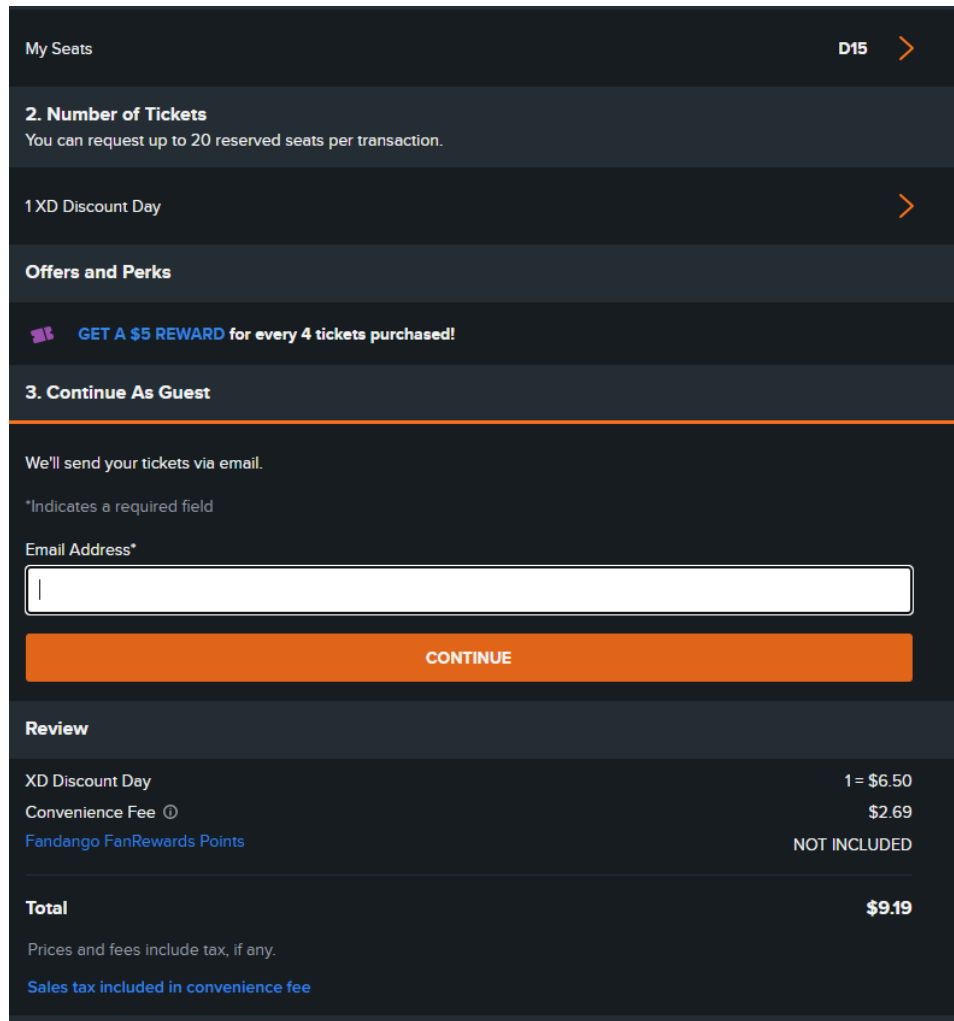 My Seats D15
2. Number of Tickets
You can request up to 20 reserved seats per transaction.
1 XD Discount Day
Offers and Perks
GET A $5 REWARD for every 4 tickets purchased!
3. Continue As Guest
We'll send your tickets via email.
*Indicates a required field
Email Address*
CONTINUE
Review
XD Discount Day 1 = $6.50
Convenience Fee $2.69
Fandango FanRewards Points NOT INCLUDED
Total $9.19
Prices and fees include tax, if any.
Sales tax included in convenience fee